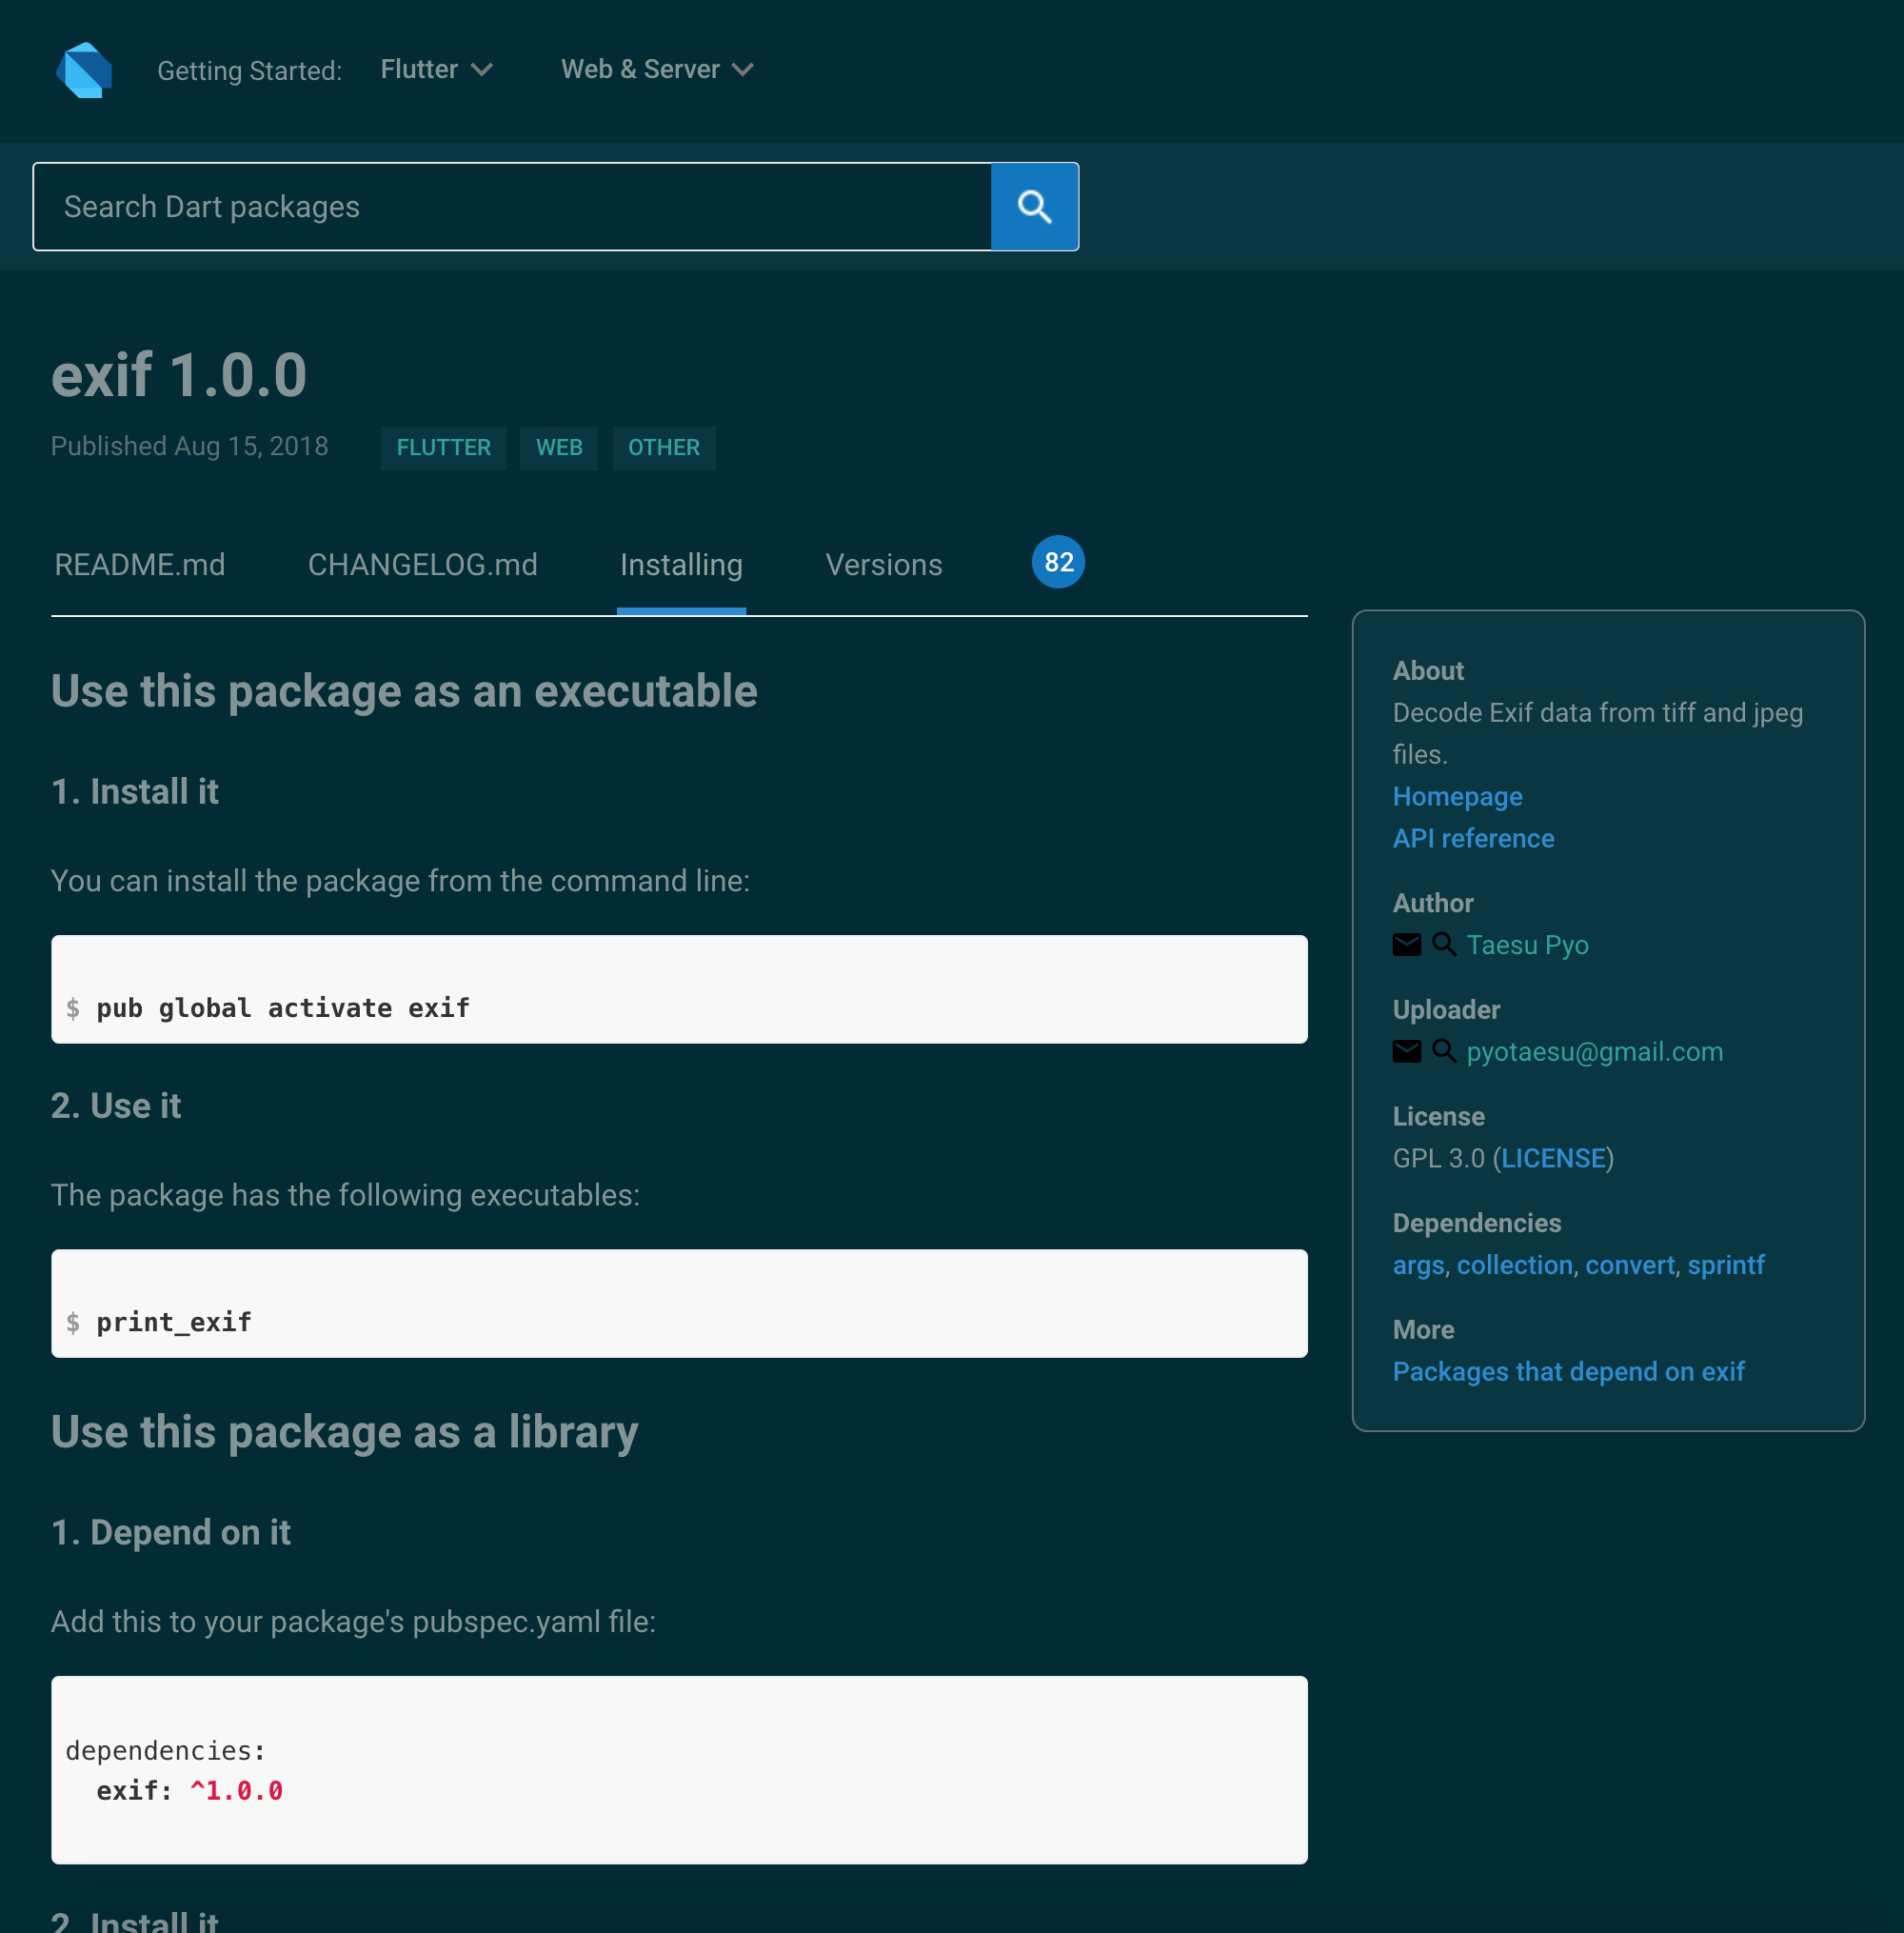 Getting Started: Flutter Web & Server
Search Dart packages
exif 1.0.0
Published Aug 15, 2018 FLUTTER WEB OTHER
README.md CHANGELOG.md Installing Versions 82
Use this package as an executable
1. Install it
You can install the package from the command line:
$ pub global activate exif
2. Use it
The package has the following executables:
$ print_exif
Use this package as a library
1. Depend on it
Add this to your package's pubspec.yaml file:
dependencies:
  exif: ^1.0.0
2. Install it
About
Decode Exif data from tiff and jpeg
files.
Homepage
API reference
Author
Taesu Pyo
Uploader
pyotaesu@gmail.com
License
GPL 3.0 (LICENSE)
Dependencies
args, collection, convert, sprintf
More
Packages that depend on exif